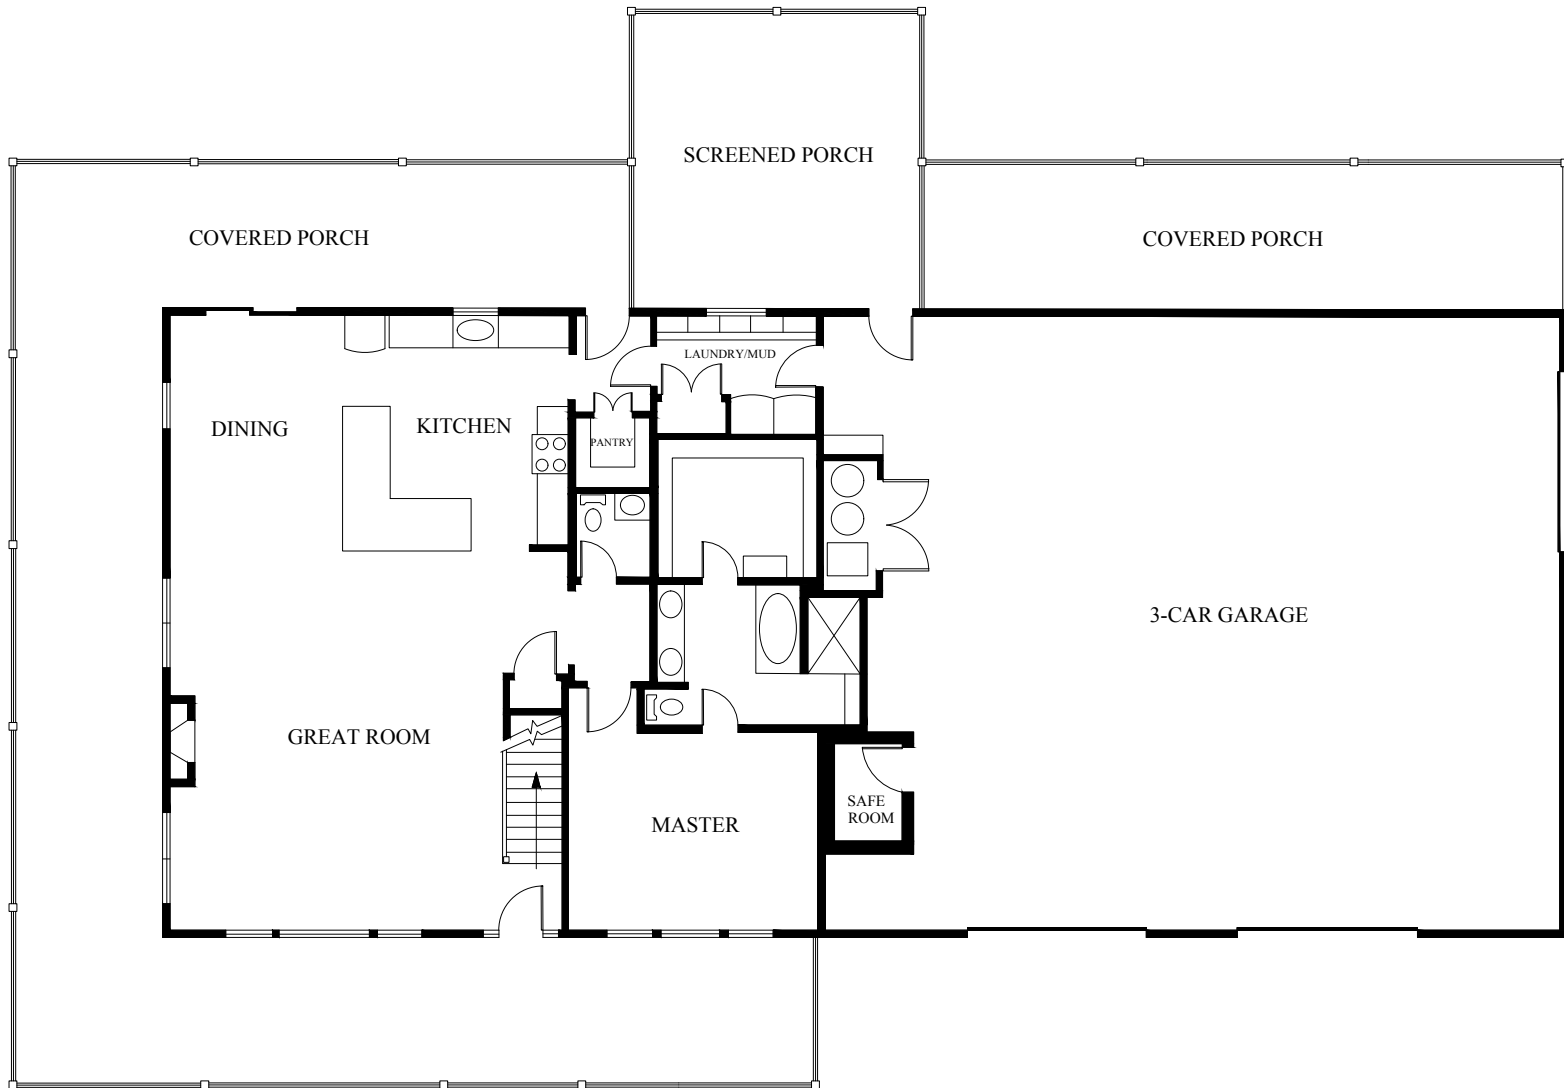 SCREENED PORCH
COVERED PORCH
COVERED PORCH
LAUNDRY/MUD
DINING
KITCHEN
PANTRY
3-CAR GARAGE
GREAT ROOM
SAFE
ROOM
MASTER